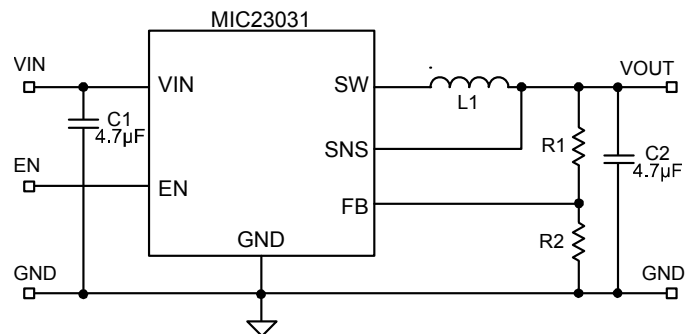 MIC23031
VIN
VOUT
VIN
SW
L1
C1
4.7µF
R1
SNS
C2
4.7µF
EN
EN
FB
R2
GND
GND
GND